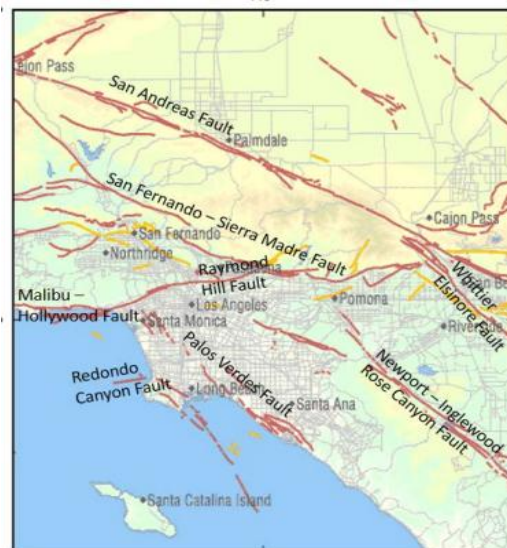 ejon Pass
San Andreas Fault
Palmdale
San Fernando – Sierra Madre Fault
Cajon Pass
San Fernando
Northridge
Raymond
Hill Fault
Whittier
Elsinore Fault
Malibu –
Hollywood Fault
Los Angeles
Pomona
Santa Monica
Riverside
Redondo
Canyon Fault
Palos Verdes Fault
Newport – Inglewood
Rose Canyon Fault
Long Beach
Santa Ana
Santa Catalina Island